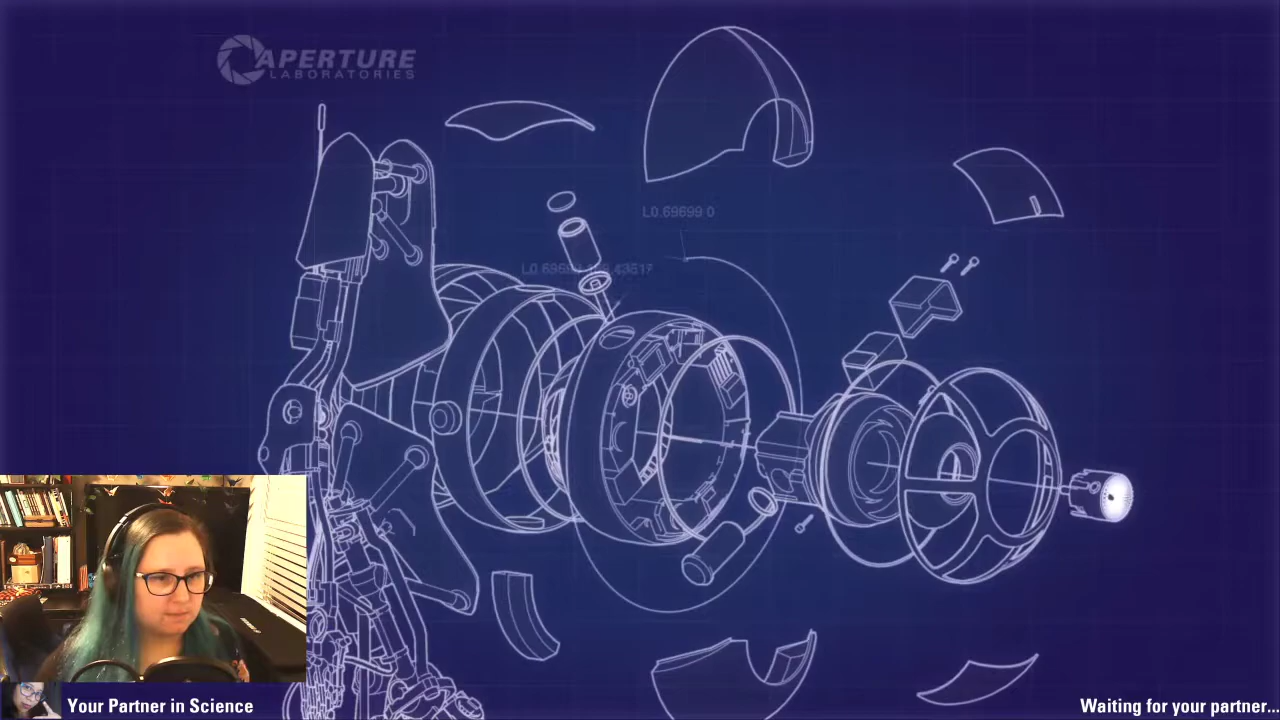 APERTURE
LABORATORIES
L0.69699 0
Your Partner in Science
Waiting for your partner...